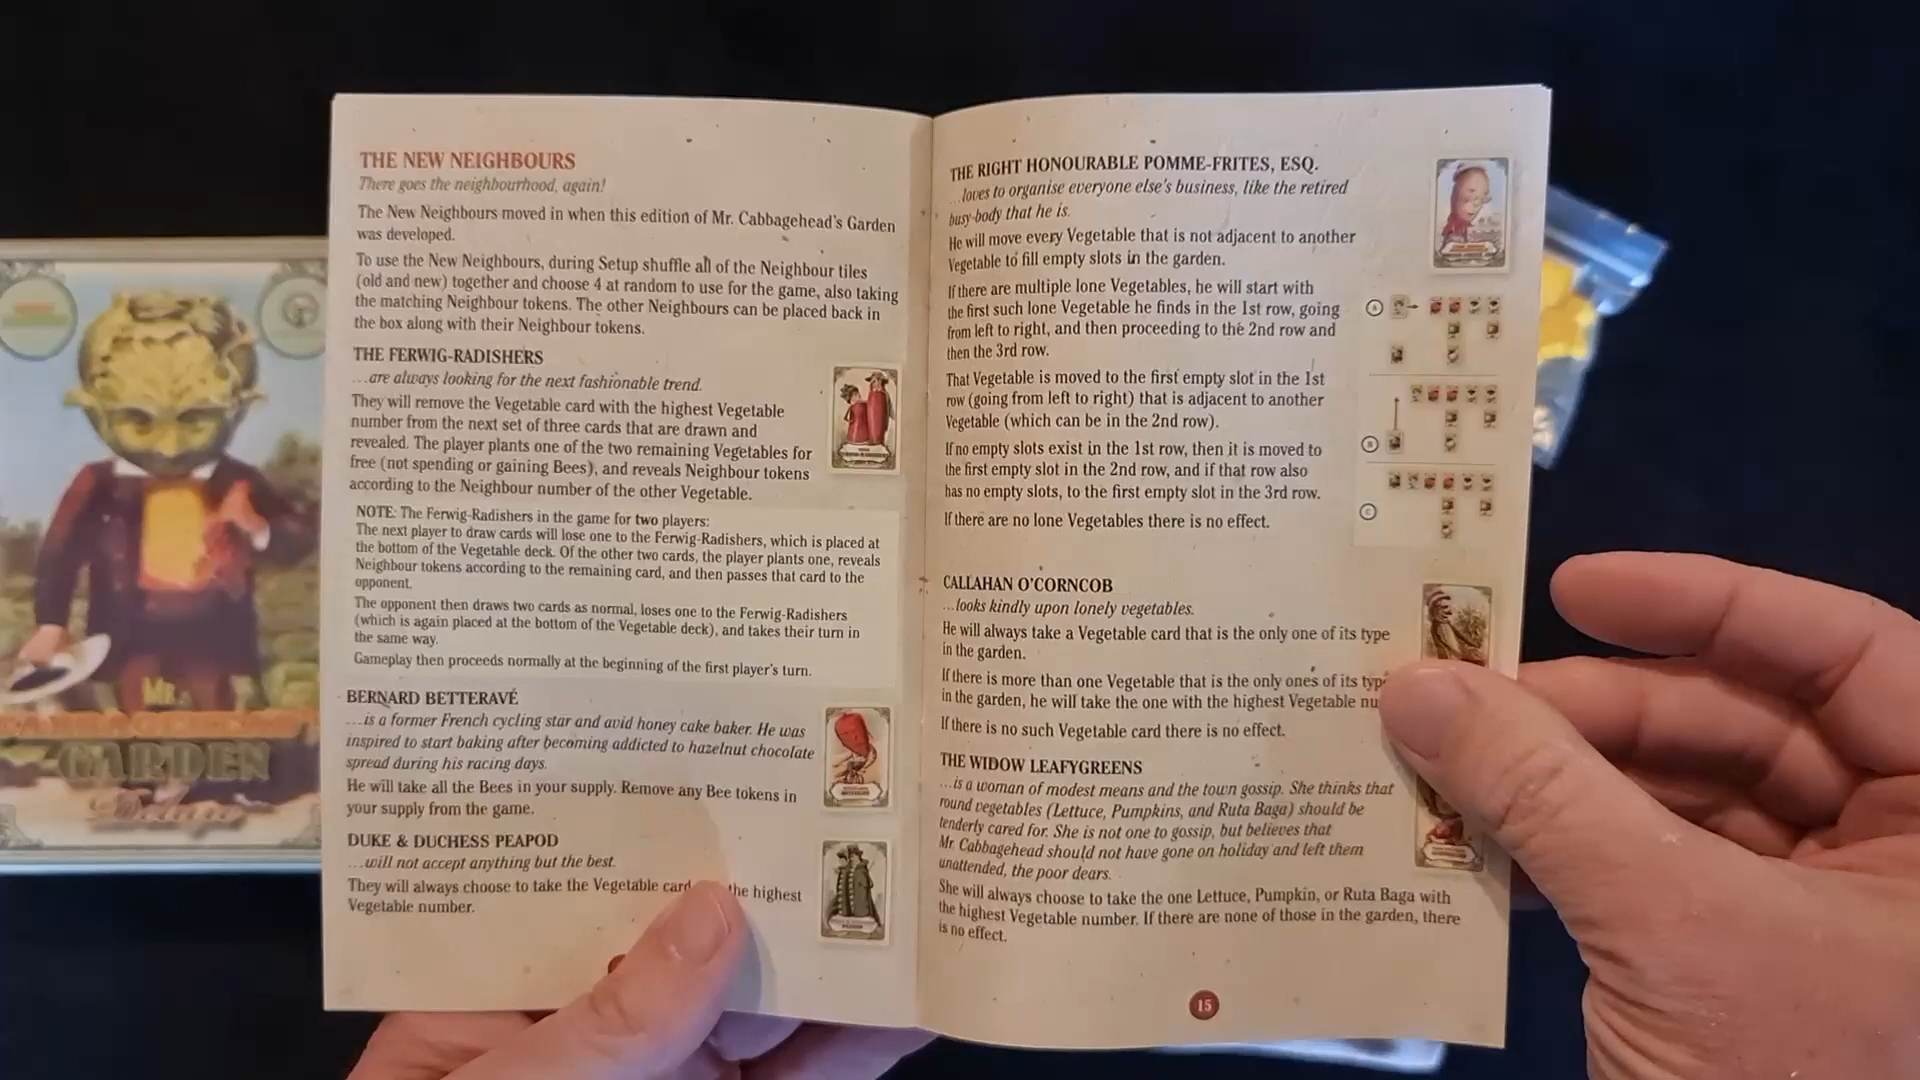 THE NEW NEIGHBOURS
There goes the neighbourhood, again!
The New Neighbours moved in when this edition of Mr. Cabbagehead's Garden
was developed.
To use the New Neighbours, during Setup shuffle all of the Neighbour tiles
(old and new) together and choose 4 at random to use for the game, also taking
the matching Neighbour tokens. The other Neighbours can be placed back in
the box along with their Neighbour tokens.
THE FERWIG-RADISHERS
...are always looking for the next fashionable trend.
They will remove the Vegetable card with the highest Vegetable
number from the next set of three cards that are drawn and
revealed. The player plants one of the two remaining Vegetables for
free (not spending or gaining Bees), and reveals Neighbour tokens
according to the Neighbour number of the other Vegetable.
NOTE: The Ferwig-Radishers in the game for two players:
The next player to draw cards will lose one to the Ferwig-Radishers, which is placed at
the bottom of the Vegetable deck. Of the other two cards, the player plants one, reveals
Neighbour tokens according to the remaining card, and then passes that card to the
opponent.
The opponent then draws two cards as normal, loses one to the Ferwig-Radishers
(which is again placed at the bottom of the Vegetable deck), and takes their turn in
the same way.
Gameplay then proceeds normally at the beginning of the first player's turn.
BERNARD BETTERAVÉ
...is a former French cycling star and avid honey cake baker. He was
inspired to start baking after becoming addicted to hazelnut chocolate
spread during his racing days.
He will take all the Bees in your supply. Remove any Bee tokens in
your supply from the game.
DUKE & DUCHESS PEAPOD
...will not accept anything but the best.
They will always choose to take the Vegetable card the highest
Vegetable number.
THE RIGHT HONOURABLE POMME-FRITES, ESQ.
...loves to organise everyone else's business, like the retired
busy-body that he is.
He will move every Vegetable that is not adjacent to another
Vegetable to fill empty slots in the garden.
If there are multiple lone Vegetables, he will start with
the first such lone Vegetable he finds in the 1st row, going
from left to right, and then proceeding to the 2nd row and
then the 3rd row.
That Vegetable is moved to the first empty slot in the 1st
row (going from left to right) that is adjacent to another
Vegetable (which can be in the 2nd row).
If no empty slots exist in the 1st row, then it is moved to
the first empty slot in the 2nd row, and if that row also
has no empty slots, to the first empty slot in the 3rd row.
If there are no lone Vegetables there is no effect.
A
B
C
CALLAHAN O'CORNCOB
...looks kindly upon lonely vegetables.
He will always take a Vegetable card that is the only one of its type
in the garden.
If there is more than one Vegetable that is the only ones of its typ
in the garden, he will take the one with the highest Vegetable nu
If there is no such Vegetable card there is no effect.
THE WIDOW LEAFYGREENS
...is a woman of modest means and the town gossip. She thinks that
round vegetables (Lettuce, Pumpkins, and Ruta Baga) should be
tenderly cared for. She is not one to gossip, but believes that
Mr. Cabbagehead should not have gone on holiday and left them
unattended, the poor dears.
She will always choose to take the one Lettuce, Pumpkin, or Ruta Baga with
the highest Vegetable number. If there are none of those in the garden, there
is no effect.
15
MR.
GARDEN
Deluxe